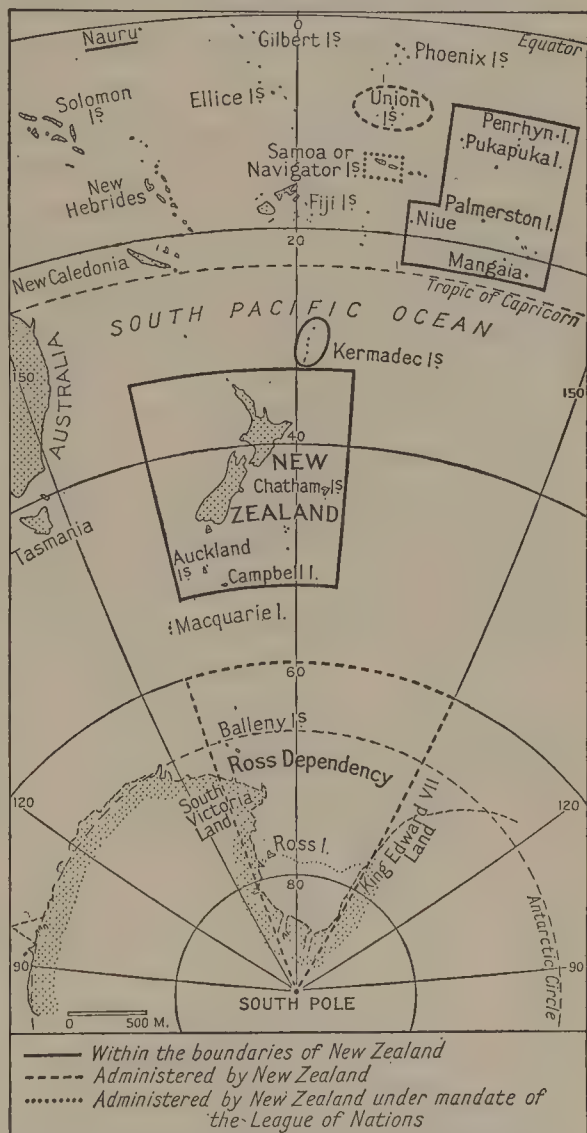 0
Nauru
Gilbert Is
Equator
Phoenix Is
Solomon
Is
Ellice Is
Union
Is
Penrhyn I.
Pukapuka I.
Samoa or
Navigator Is
New
Hebrides
Fiji Is
Palmerston I.
Niue
20
New Caledonia
Mangaia
Tropic of Capricorn
SOUTH PACIFIC OCEAN
Kermadec Is
AUSTRALIA
150
150
40
NEW
Chatham Is
ZEALAND
Tasmania
Auckland
Is
Campbell I.
Macquarie I.
60
Balleny Is
Ross Dependency
South
Victoria
Land
King Edward VII
Land
120
120
Ross I.
80
Antarctic Circle
90
90
SOUTH POLE
0 500 M.
Within the boundaries of New Zealand
Administered by New Zealand
Administered by New Zealand under mandate of
the League of Nations